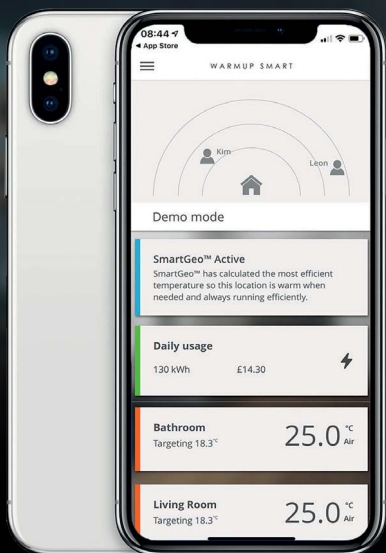 08:44
App Store
WARMUP SMART
Kim
Leon
Demo mode
SmartGeo™ Active
SmartGeo™ has calculated the most efficient
temperature so this location is warm when
needed and always running efficiently.
Daily usage
130 kWh £14.30
Bathroom
Targeting 18.3°C
25.0 °C Air
Living Room
Targeting 18.3°C
25.0 °C Air